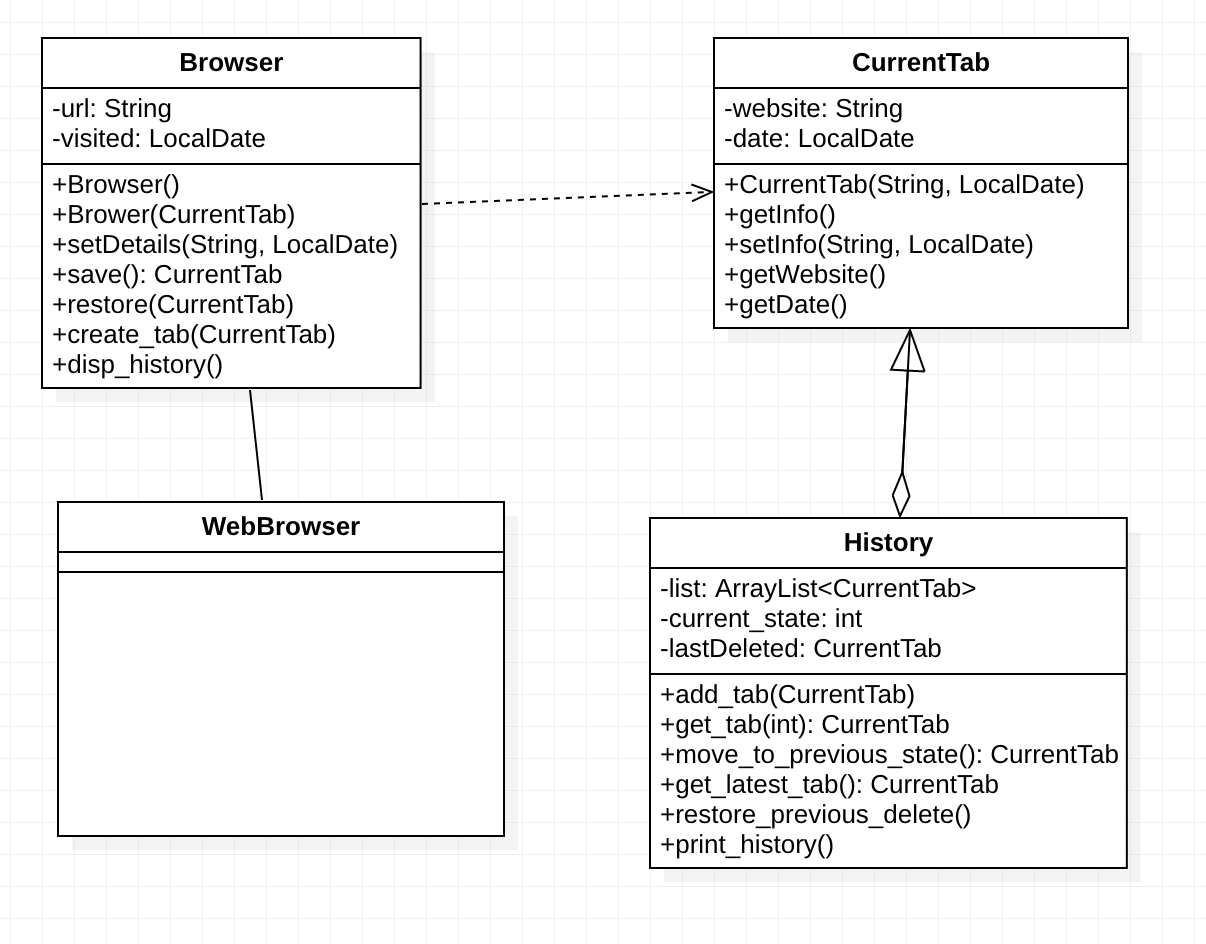 Browser
-url: String
-visited: LocalDate
+Browser()
+Brower(CurrentTab)
+setDetails(String, LocalDate)
+save(): CurrentTab
+restore(CurrentTab)
+create_tab(CurrentTab)
+disp_history()
CurrentTab
-website: String
-date: LocalDate
+CurrentTab(String, LocalDate)
+getInfo()
+setInfo(String, LocalDate)
+getWebsite()
+getDate()
WebBrowser
History
-list: ArrayList<CurrentTab>
-current_state: int
-lastDeleted: CurrentTab
+add_tab(CurrentTab)
+get_tab(int): CurrentTab
+move_to_previous_state(): CurrentTab
+get_latest_tab(): CurrentTab
+restore_previous_delete()
+print_history()